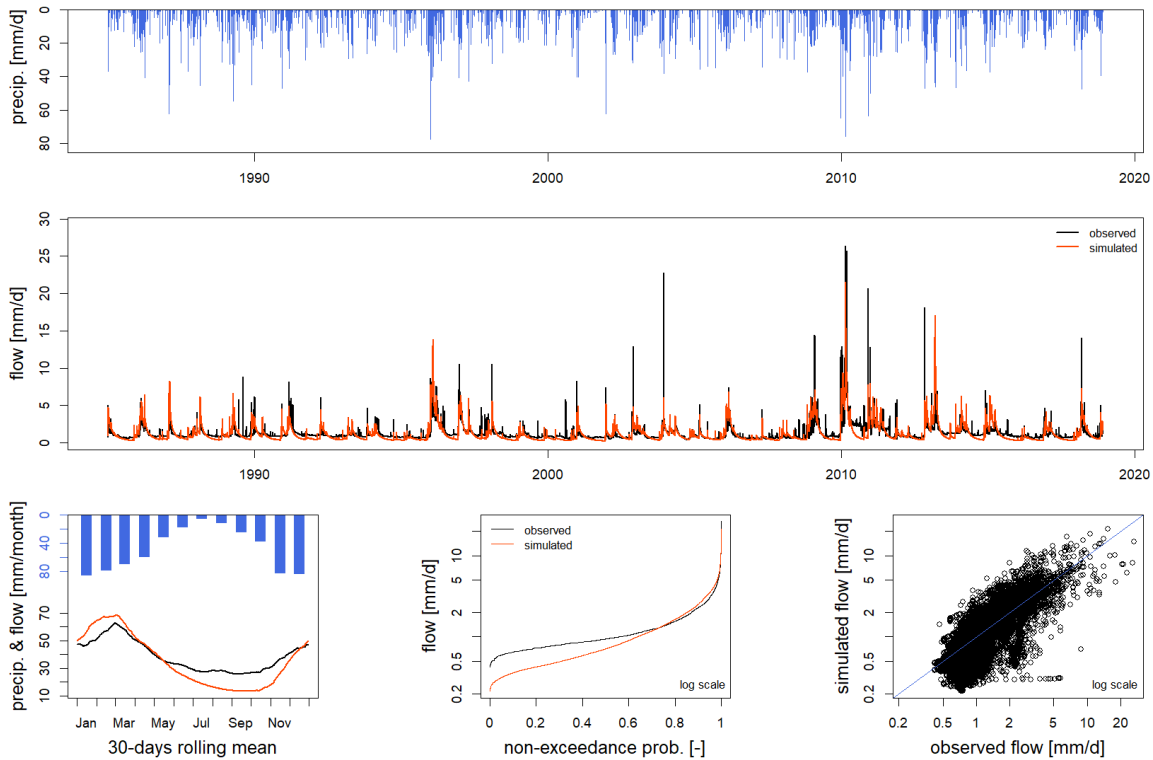 precip. [mm/d]
0
20
40
60
80
1990
2000
2010
2020
flow [mm/d]
30
25
20
15
10
5
0
observed
simulated
1990
2000
2010
2020
precip. & flow [mm/month]
0
40
80
70
50
30
10
Jan
Mar
May
Jul
Sep
Nov
30-days rolling mean
flow [mm/d]
10
5
2
0.5
0.2
observed
simulated
log scale
0
0.2
0.4
0.6
0.8
1
non-exceedance prob. [-]
simulated flow [mm/d]
10
5
2
0.5
0.2
log scale
0.2
0.5
1
2
5
10
20
observed flow [mm/d]